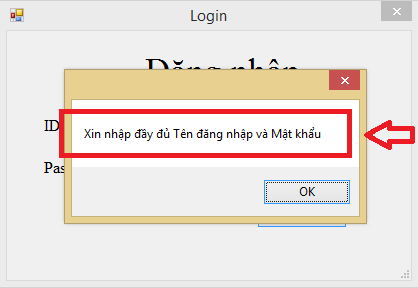 Login
Đăng nhập
ID
Xin nhập đầy đủ Tên đăng nhập và Mật khẩu
Pas
OK